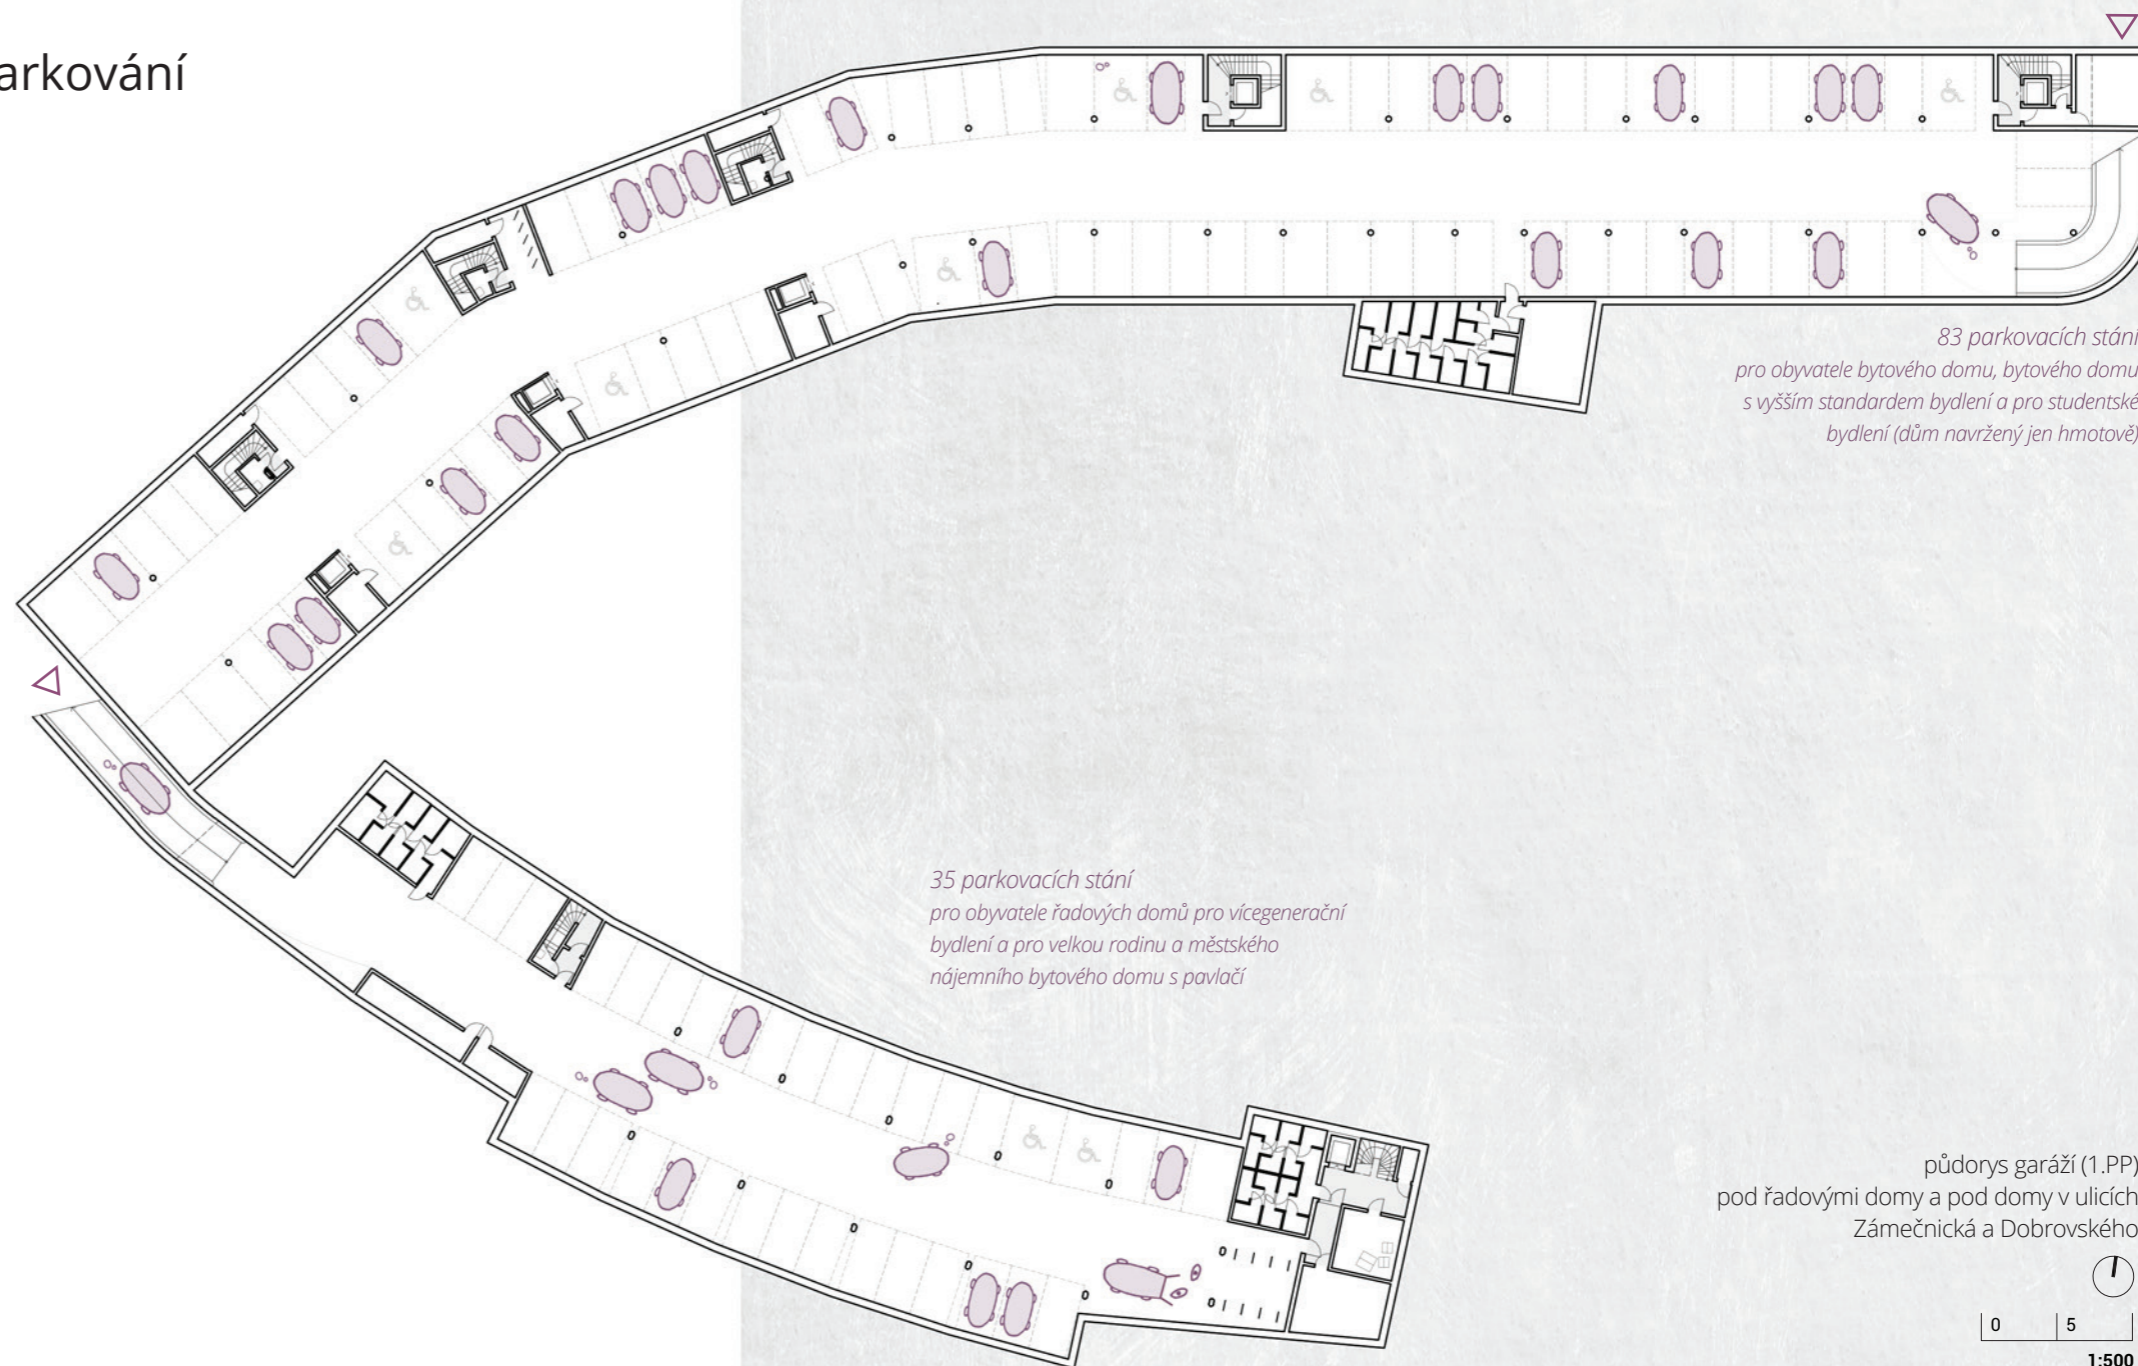 arkování
83 parkovacích stání
pro obyvatele bytového domu, bytového domu
s vyšším standardem bydlení a pro studentské
bydlení (dům navržený jen hmotově)
35 parkovacích stání
pro obyvatele řadových domů pro vícegenerační
bydlení a pro velkou rodinu a městského
nájemního bytového domu s pavlačí
půdorys garáží (1.PP)
pod řadovými domy a pod domy v ulicích
Zámečnická a Dobrovského
0 5
1:500